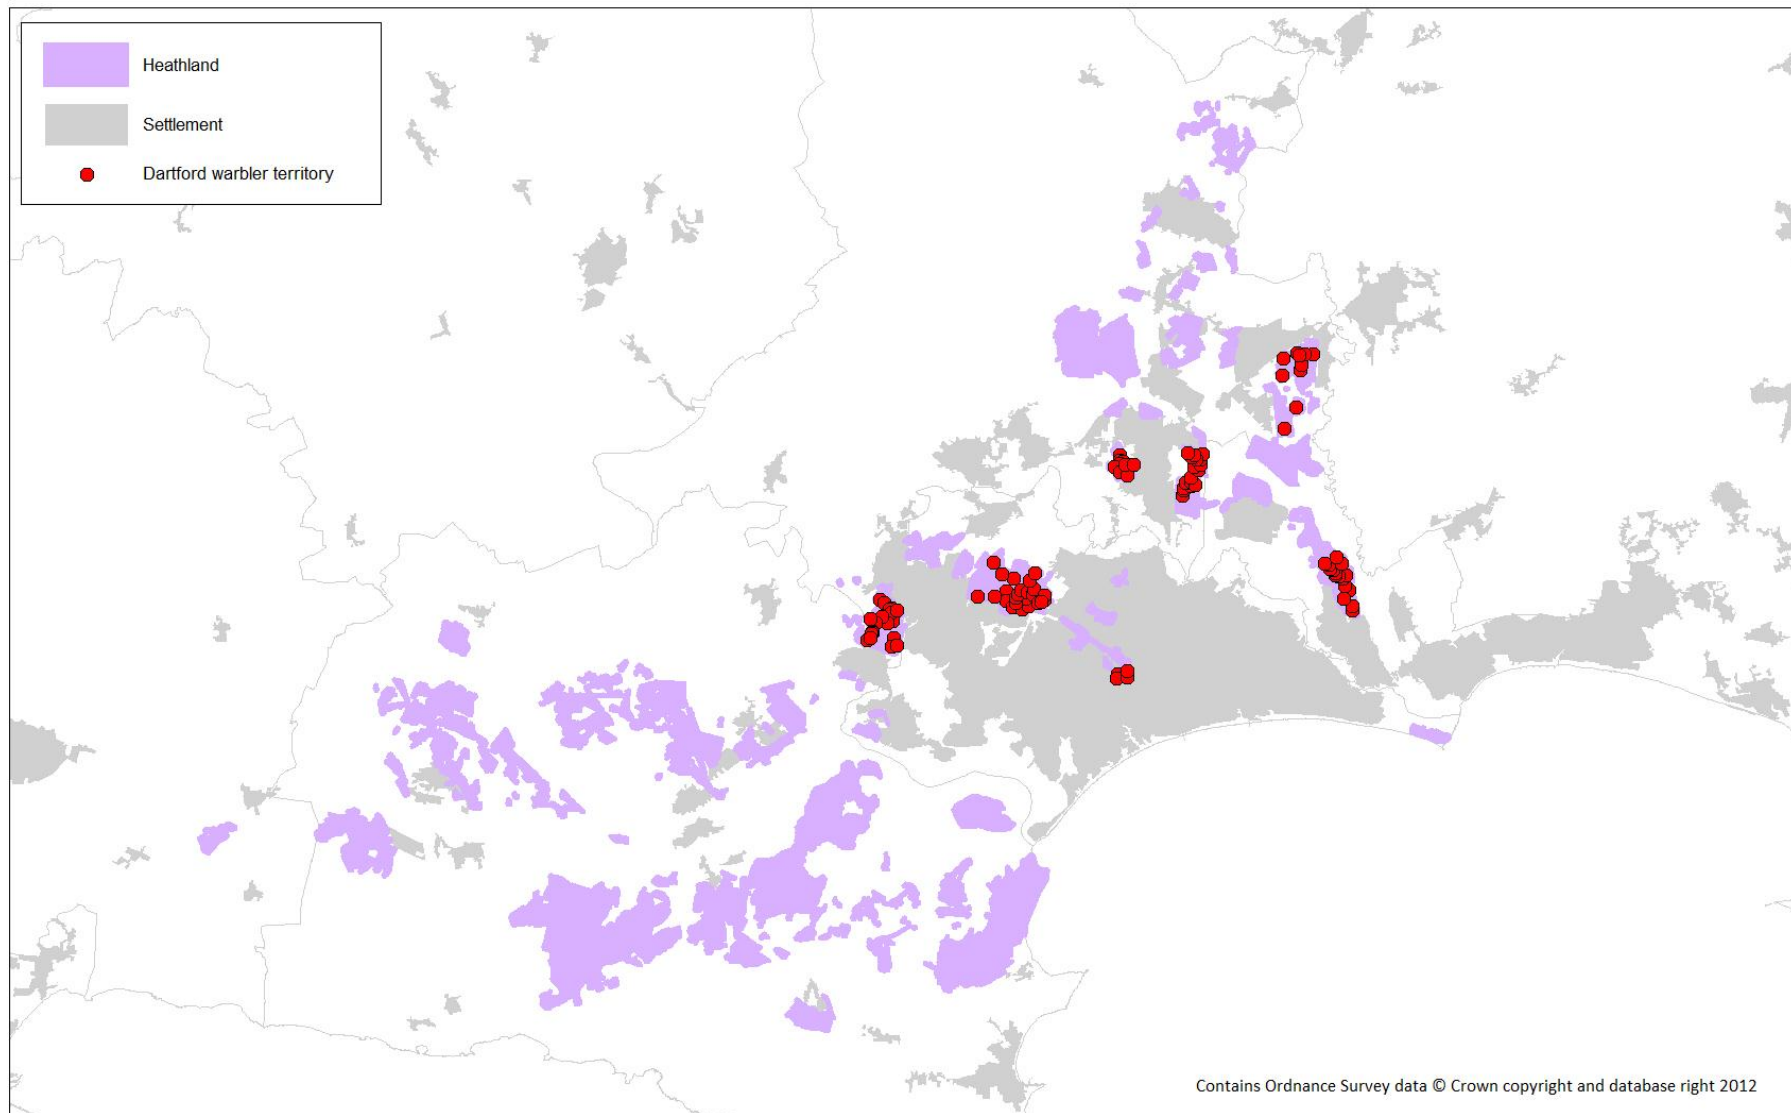 Heathland
Settlement
Dartford warbler territory
Contains Ordnance Survey data © Crown copyright and database right 2012